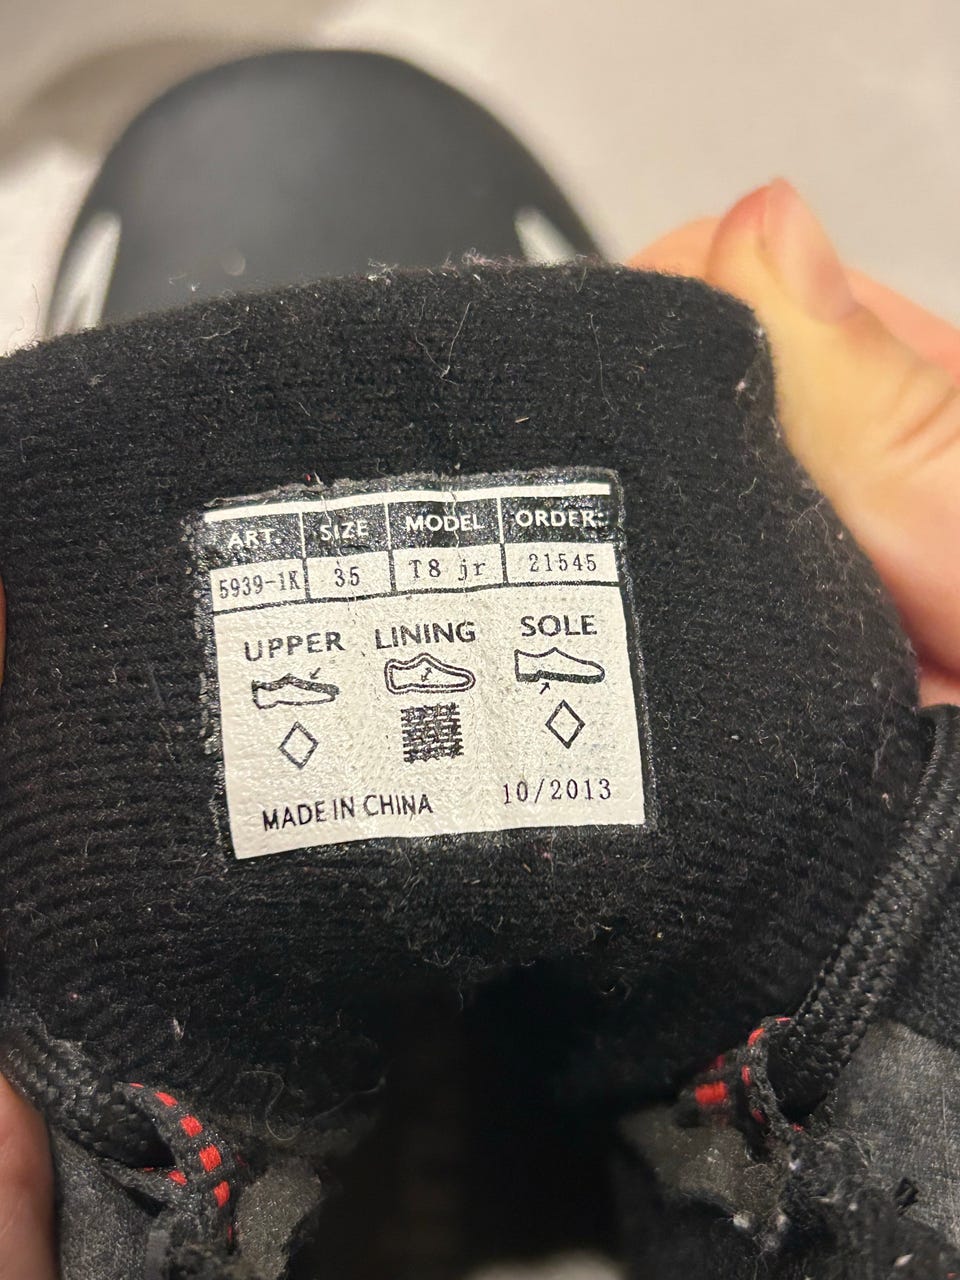 ART. SIZE MODEL ORDER:
5939-1K 35 T8 jr 21545
UPPER LINING SOLE
MADE IN CHINA 10/2013